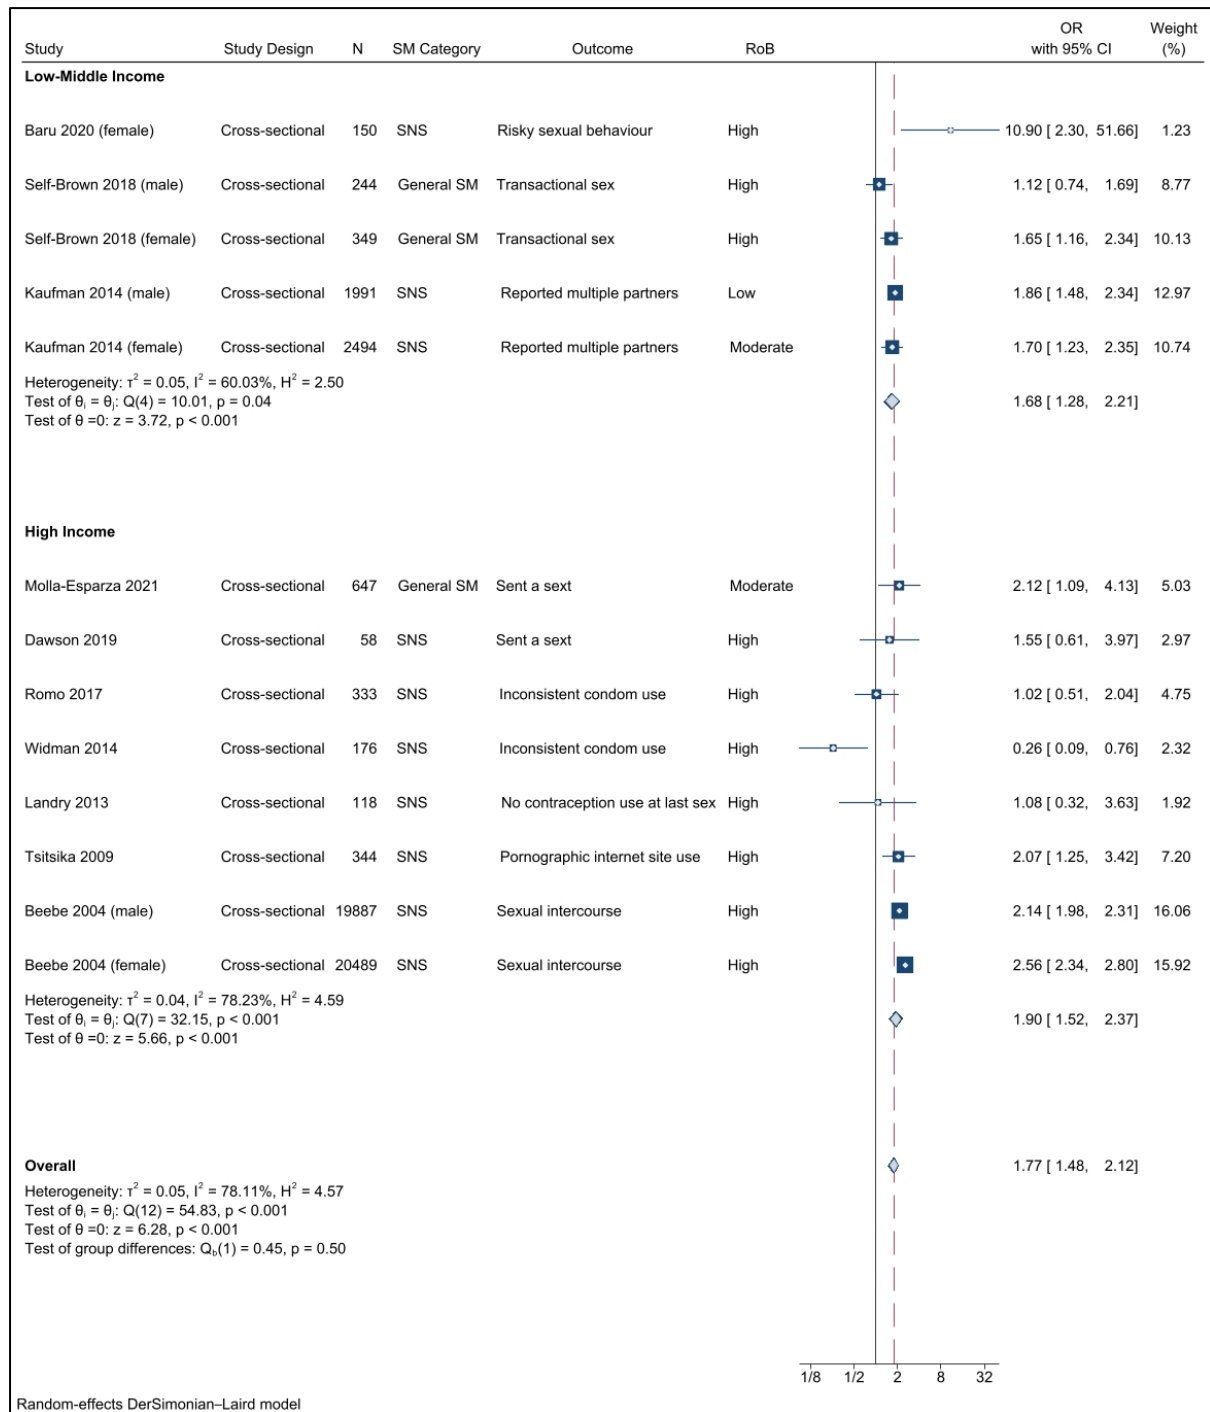 OR Weight
Study Study Design N SM Category Outcome RoB with 95% CI (%)
Low-Middle Income
Baru 2020 (female) Cross-sectional 150 SNS Risky sexual behaviour High 10.90 [ 2.30, 51.66] 1.23
Self-Brown 2018 (male) Cross-sectional 244 General SM Transactional sex High 1.12 [ 0.74, 1.69] 8.77
Self-Brown 2018 (female) Cross-sectional 349 General SM Transactional sex High 1.65 [ 1.16, 2.34] 10.13
Kaufman 2014 (male) Cross-sectional 1991 SNS Reported multiple partners Low 1.86 [ 1.48, 2.34] 12.97
Kaufman 2014 (female) Cross-sectional 2494 SNS Reported multiple partners Moderate 1.70 [ 1.23, 2.35] 10.74
Heterogeneity: τ² = 0.05, I² = 60.03%, H² = 2.50
Test of θᵢ = θⱼ: Q(4) = 10.01, p = 0.04 1.68 [ 1.28, 2.21]
Test of θ =0: z = 3.72, p < 0.001
High Income
Molla-Esparza 2021 Cross-sectional 647 General SM Sent a sext Moderate 2.12 [ 1.09, 4.13] 5.03
Dawson 2019 Cross-sectional 58 SNS Sent a sext High 1.55 [ 0.61, 3.97] 2.97
Romo 2017 Cross-sectional 333 SNS Inconsistent condom use High 1.02 [ 0.51, 2.04] 4.75
Widman 2014 Cross-sectional 176 SNS Inconsistent condom use High 0.26 [ 0.09, 0.76] 2.32
Landry 2013 Cross-sectional 118 SNS No contraception use at last sex High 1.08 [ 0.32, 3.63] 1.92
Tsitsika 2009 Cross-sectional 344 SNS Pornographic internet site use High 2.07 [ 1.25, 3.42] 7.20
Beebe 2004 (male) Cross-sectional 19887 SNS Sexual intercourse High 2.14 [ 1.98, 2.31] 16.06
Beebe 2004 (female) Cross-sectional 20489 SNS Sexual intercourse High 2.56 [ 2.34, 2.80] 15.92
Heterogeneity: τ² = 0.04, I² = 78.23%, H² = 4.59
Test of θᵢ = θⱼ: Q(7) = 32.15, p < 0.001 1.90 [ 1.52, 2.37]
Test of θ =0: z = 5.66, p < 0.001
Overall 1.77 [ 1.48, 2.12]
Heterogeneity: τ² = 0.05, I² = 78.11%, H² = 4.57
Test of θᵢ = θⱼ: Q(12) = 54.83, p < 0.001
Test of θ =0: z = 6.28, p < 0.001
Test of group differences: Q_b(1) = 0.45, p = 0.50
1/8 1/2 2 8 32
Random-effects DerSimonian–Laird model